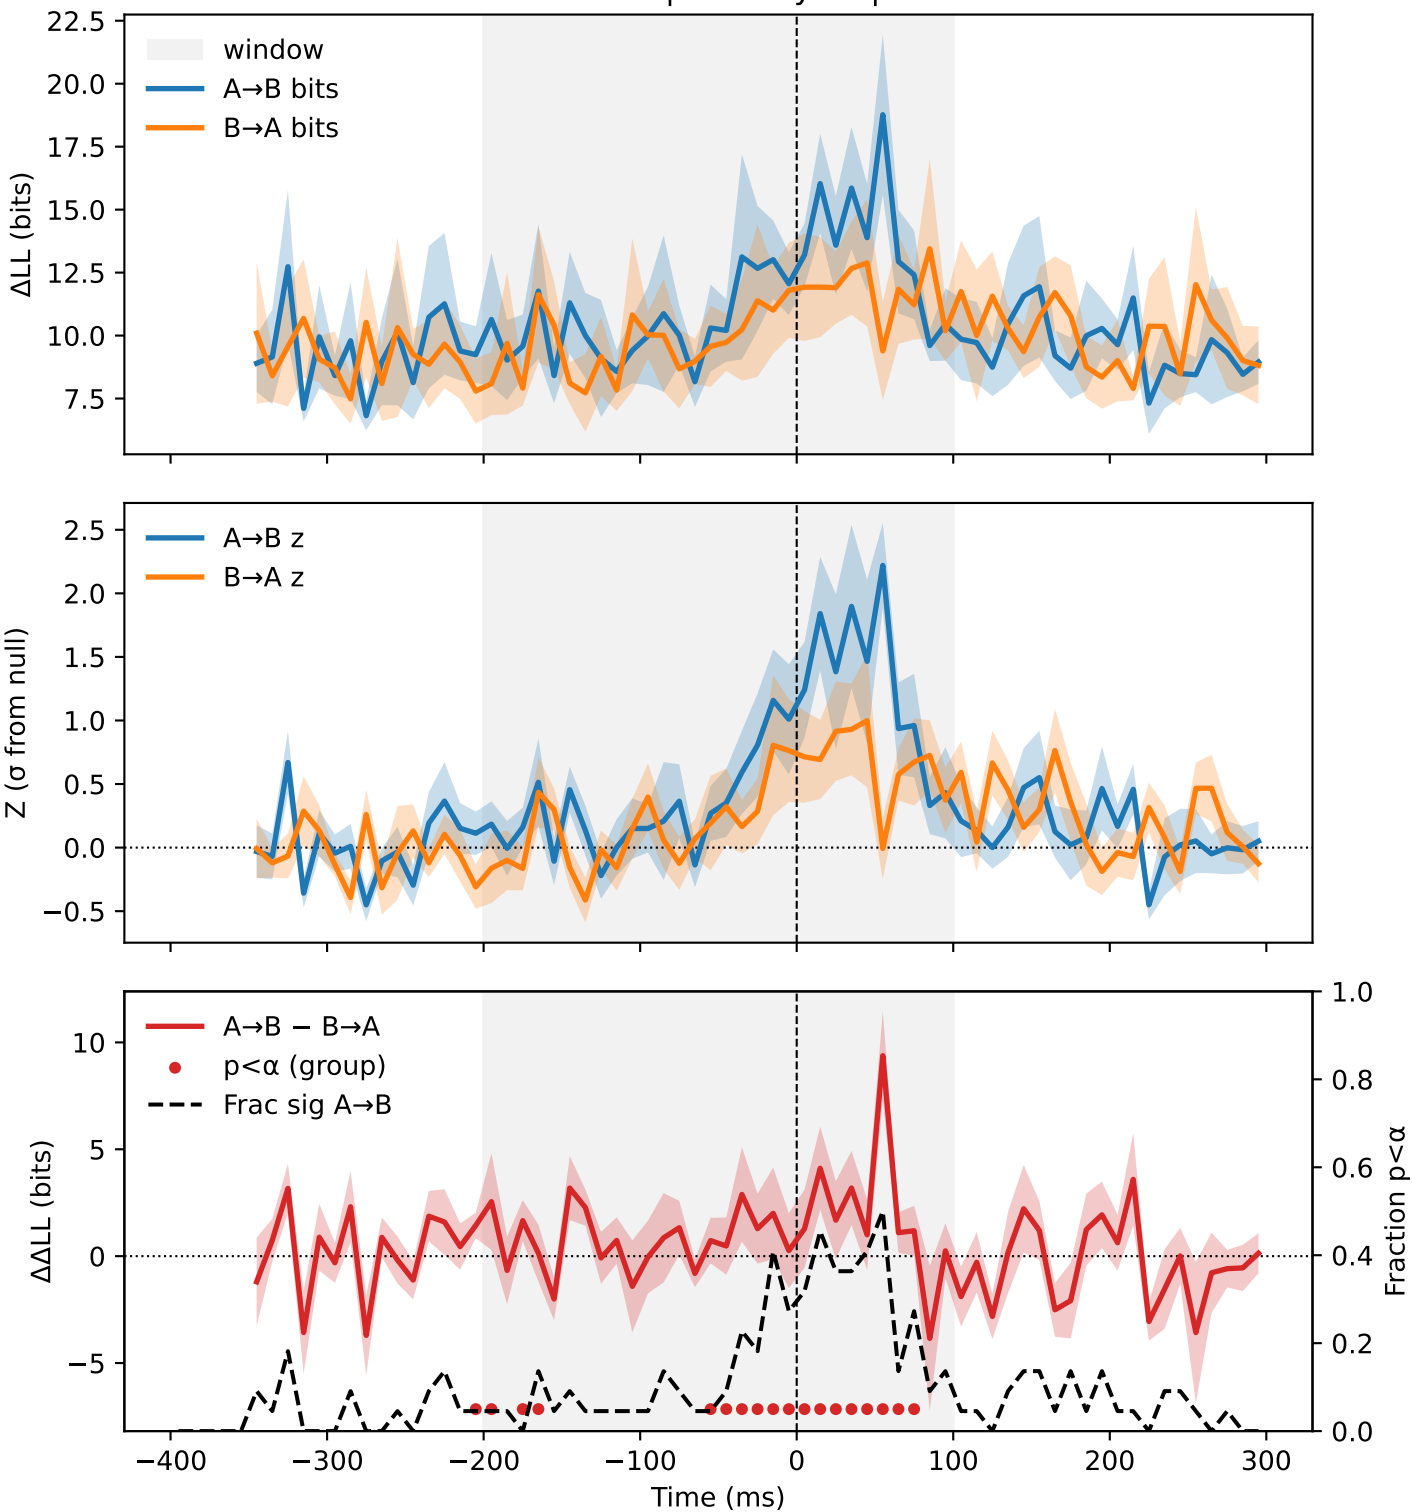 22.5
20.0
17.5
15.0
12.5
10.0
7.5
ΔLL (bits)
window
A→B bits
B→A bits
2.5
2.0
1.5
1.0
0.5
0.0
−0.5
Z (σ from null)
A→B z
B→A z
10
5
0
−5
ΔΔLL (bits)
A→B − B→A
p<α (group)
Frac sig A→B
1.0
0.8
0.6
0.4
0.2
0.0
Fraction p<α
−400 −300 −200 −100 0 100 200 300
Time (ms)